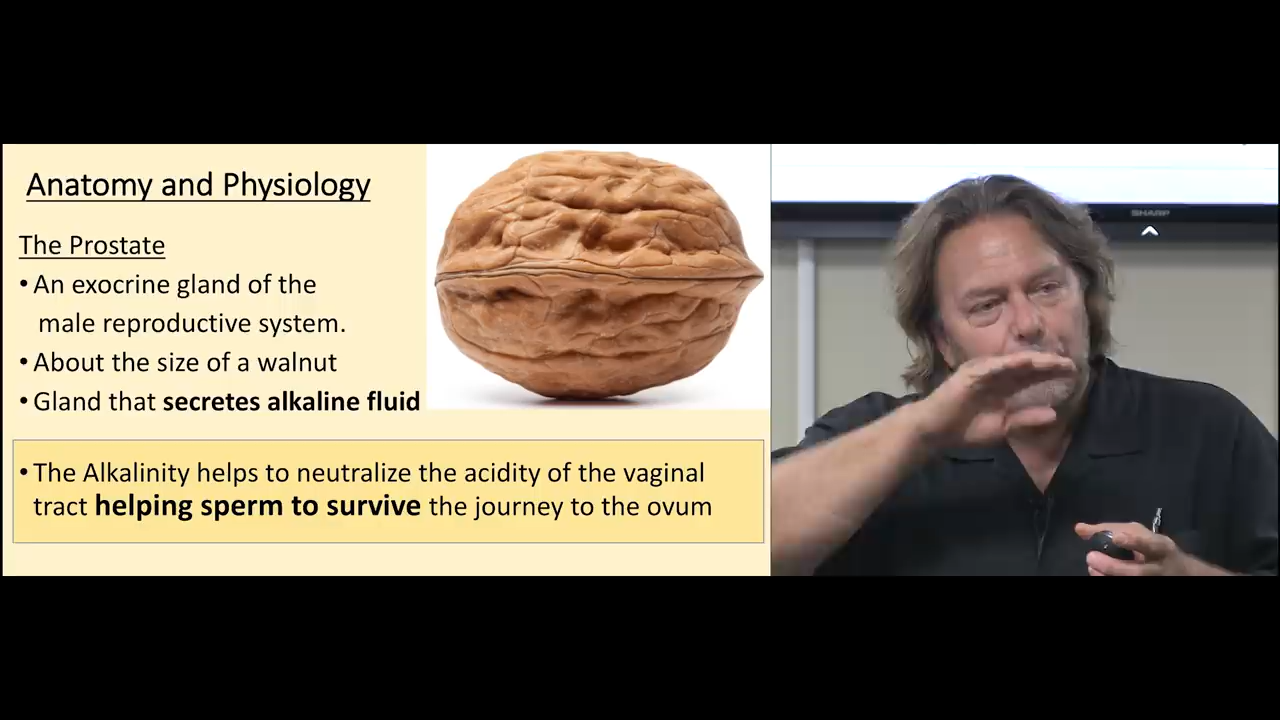 Anatomy and Physiology
The Prostate
• An exocrine gland of the
male reproductive system.
• About the size of a walnut
• Gland that secretes alkaline fluid
• The Alkalinity helps to neutralize the acidity of the vaginal
tract helping sperm to survive the journey to the ovum
SHARP